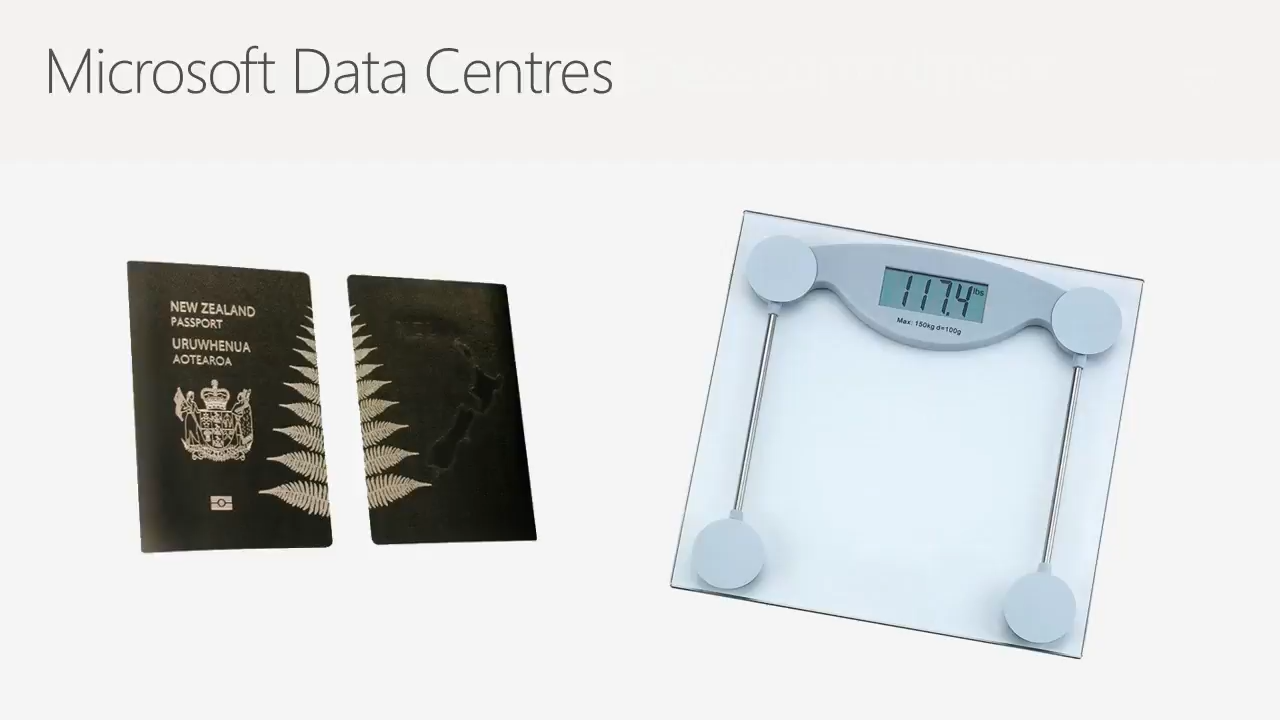 Microsoft Data Centres
NEW ZEALAND
PASSPORT
URUWHENUA
AOTEAROA
117.4 lbs
Max: 150kg d=100g